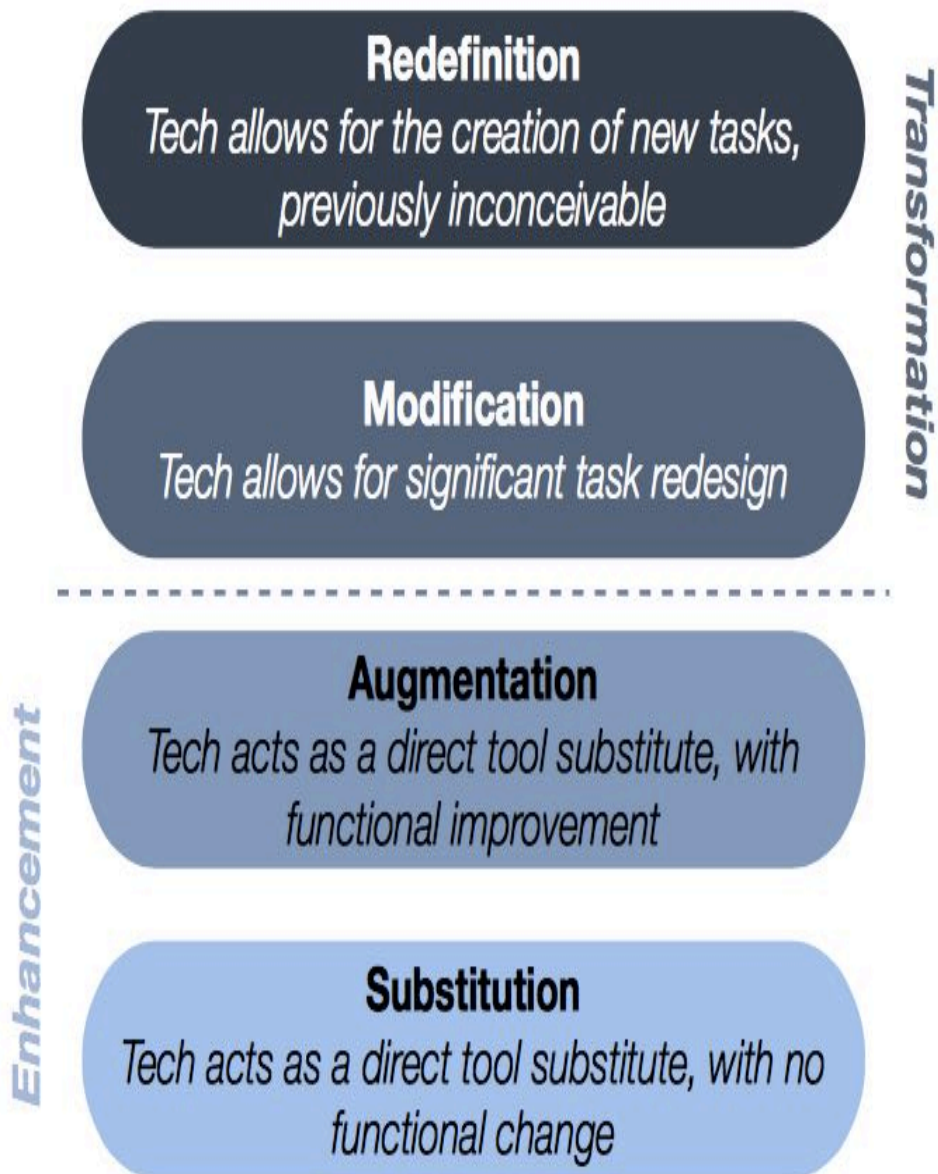 Redefinition
Tech allows for the creation of new tasks,
previously inconceivable
Transformation
Modification
Tech allows for significant task redesign
Augmentation
Tech acts as a direct tool substitute, with
functional improvement
Enhancement
Substitution
Tech acts as a direct tool substitute, with no
functional change